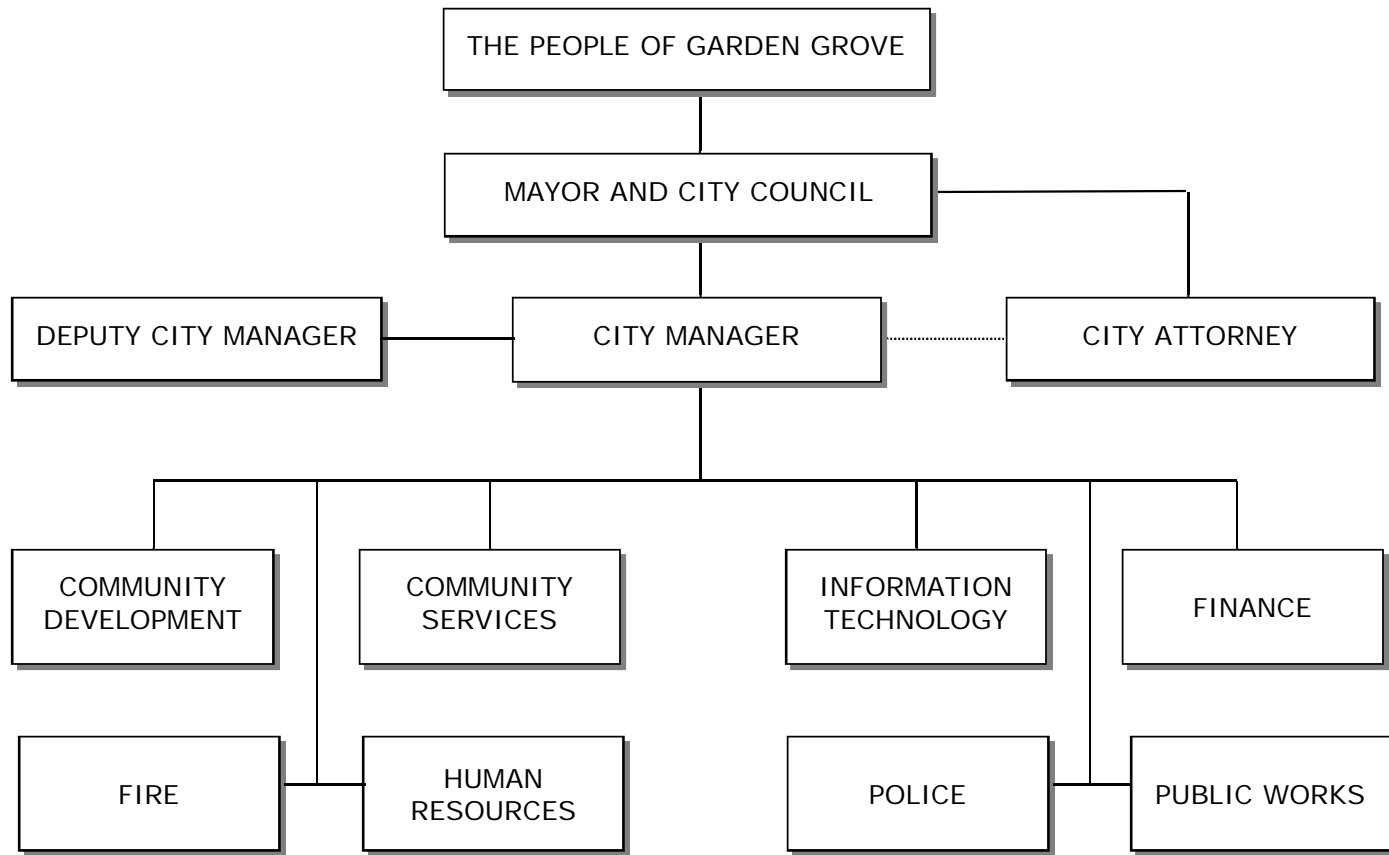 THE PEOPLE OF GARDEN GROVE
MAYOR AND CITY COUNCIL
DEPUTY CITY MANAGER
CITY MANAGER
CITY ATTORNEY
COMMUNITY
DEVELOPMENT
COMMUNITY
SERVICES
INFORMATION
TECHNOLOGY
FINANCE
FIRE
HUMAN
RESOURCES
POLICE
PUBLIC WORKS